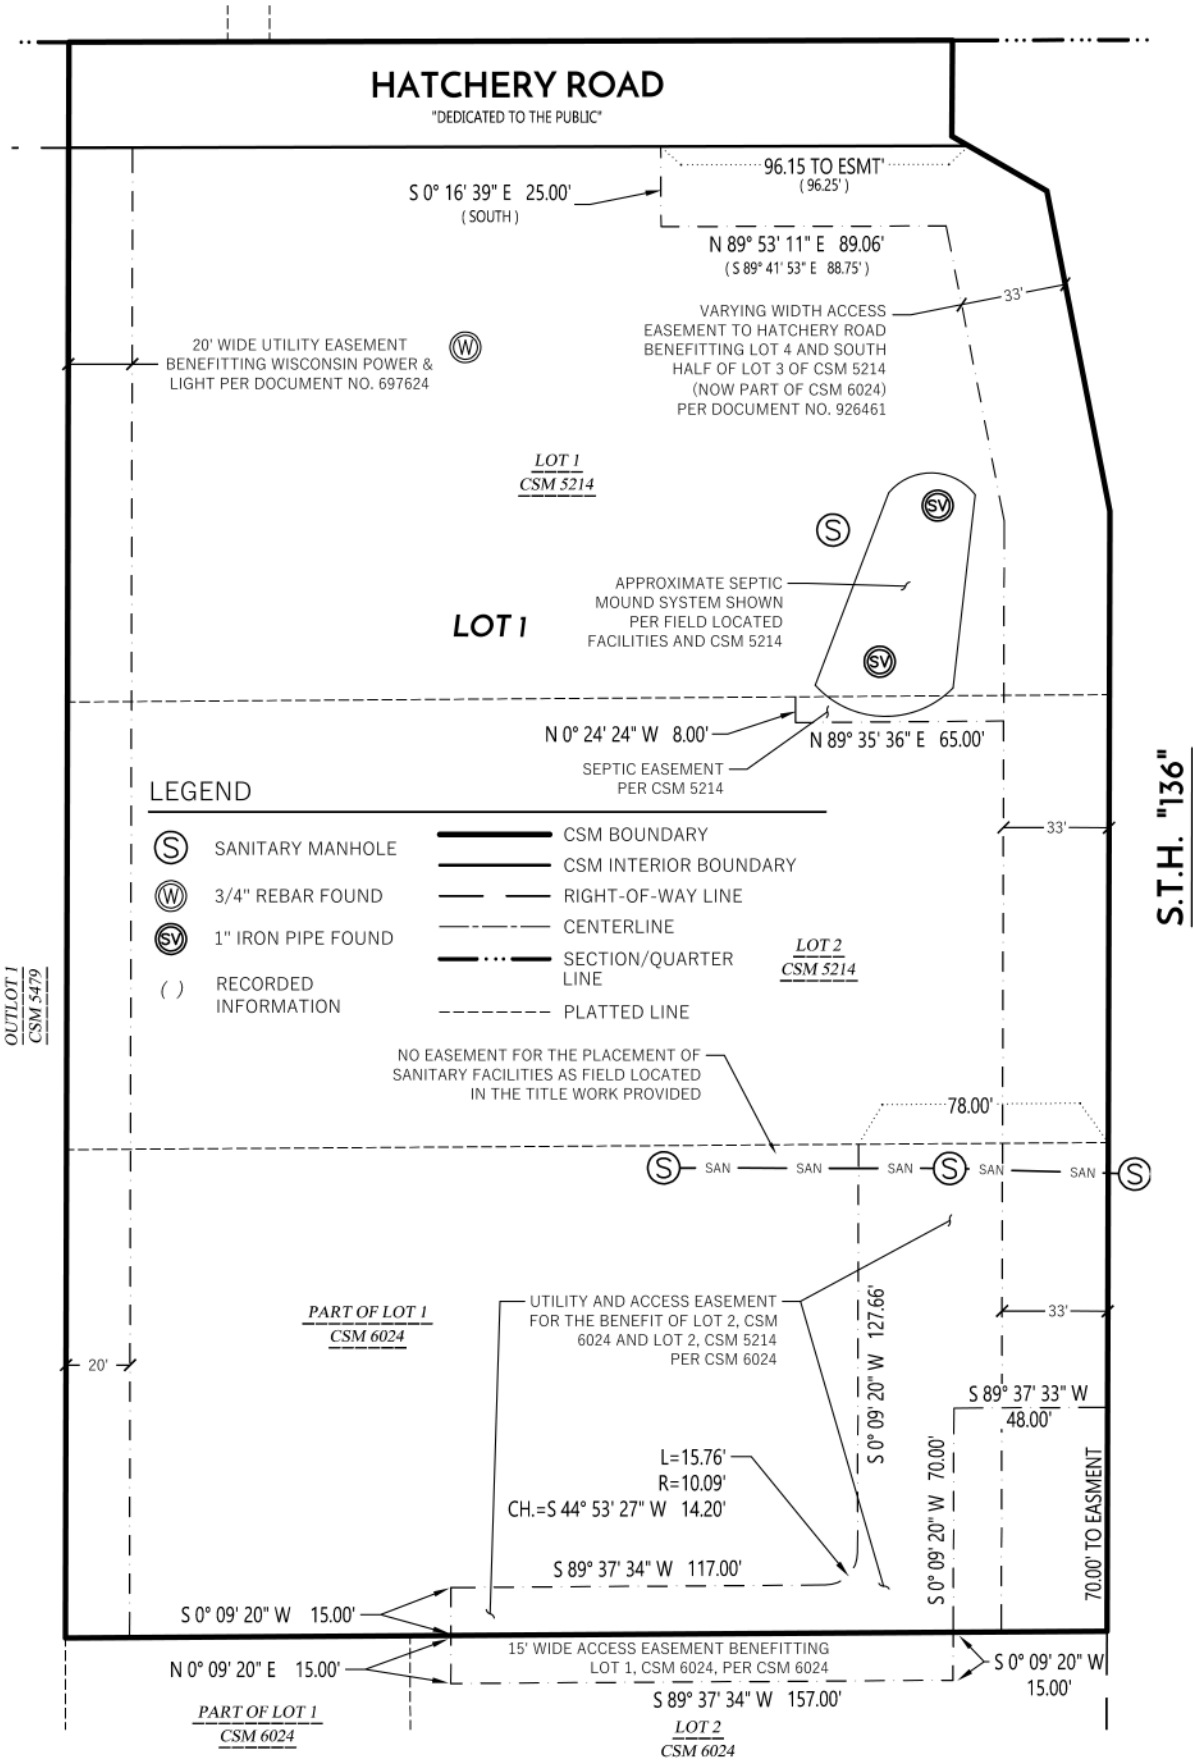 HATCHERY ROAD
"DEDICATED TO THE PUBLIC"
96.15 TO ESMT'
( 96.25' )
S 0° 16' 39" E 25.00'
( SOUTH )
N 89° 53' 11" E 89.06'
( S 89° 41' 53" E 88.75' )
33'
VARYING WIDTH ACCESS
EASEMENT TO HATCHERY ROAD
BENEFITTING LOT 4 AND SOUTH
HALF OF LOT 3 OF CSM 5214
(NOW PART OF CSM 6024)
PER DOCUMENT NO. 926461
20' WIDE UTILITY EASEMENT
BENEFITTING WISCONSIN POWER &
LIGHT PER DOCUMENT NO. 697624
W
LOT 1
CSM 5214
SV
S
APPROXIMATE SEPTIC
MOUND SYSTEM SHOWN
PER FIELD LOCATED
FACILITIES AND CSM 5214
LOT 1
SV
N 0° 24' 24" W 8.00'
N 89° 35' 36" E 65.00'
SEPTIC EASEMENT
PER CSM 5214
S.T.H. "136"
33'
LEGEND
S SANITARY MANHOLE
W 3/4" REBAR FOUND
SV 1" IRON PIPE FOUND
( ) RECORDED
INFORMATION
CSM BOUNDARY
CSM INTERIOR BOUNDARY
RIGHT-OF-WAY LINE
CENTERLINE
SECTION/QUARTER
LINE
PLATTED LINE
LOT 2
CSM 5214
OUTLOT 1
CSM 5479
NO EASEMENT FOR THE PLACEMENT OF
SANITARY FACILITIES AS FIELD LOCATED
IN THE TITLE WORK PROVIDED
78.00'
S SAN SAN SAN S SAN SAN S
PART OF LOT 1
CSM 6024
UTILITY AND ACCESS EASEMENT
FOR THE BENEFIT OF LOT 2, CSM
6024 AND LOT 2, CSM 5214
PER CSM 6024
S 0° 09' 20" W 127.66'
33'
20'
S 89° 37' 33" W
48.00'
L=15.76'
R=10.09'
CH.=S 44° 53' 27" W 14.20'
S 0° 09' 20" W 70.00'
70.00' TO EASMENT
S 89° 37' 34" W 117.00'
S 0° 09' 20" W 15.00'
15' WIDE ACCESS EASEMENT BENEFITTING
LOT 1, CSM 6024, PER CSM 6024
N 0° 09' 20" E 15.00'
S 0° 09' 20" W
15.00'
S 89° 37' 34" W 157.00'
PART OF LOT 1
CSM 6024
LOT 2
CSM 6024